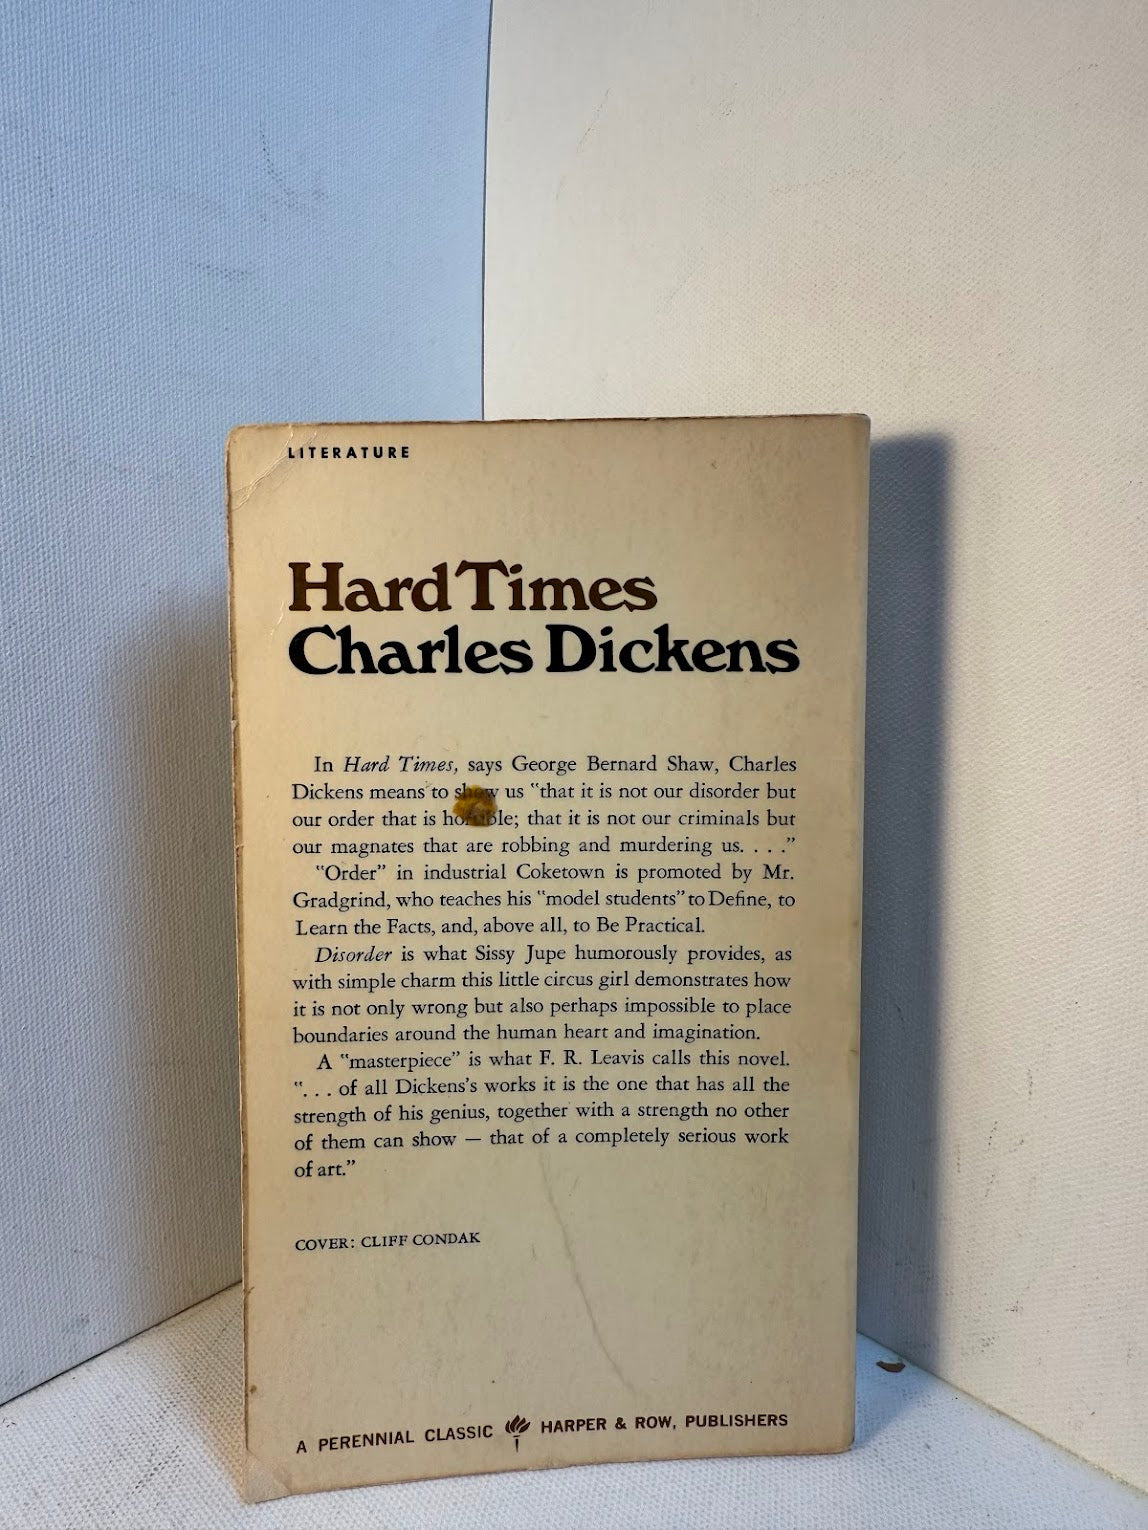 LITERATURE
Hard Times
Charles Dickens
In Hard Times, says George Bernard Shaw, Charles
Dickens means to show us "that it is not our disorder but
our order that is horrible; that it is not our criminals but
our magnates that are robbing and murdering us. . . ."
"Order" in industrial Coketown is promoted by Mr.
Gradgrind, who teaches his "model students" to Define, to
Learn the Facts, and, above all, to Be Practical.
Disorder is what Sissy Jupe humorously provides, as
with simple charm this little circus girl demonstrates how
it is not only wrong but also perhaps impossible to place
boundaries around the human heart and imagination.
A "masterpiece" is what F. R. Leavis calls this novel.
". . . of all Dickens's works it is the one that has all the
strength of his genius, together with a strength no other
of them can show — that of a completely serious work
of art."
COVER: CLIFF CONDAK
A PERENNIAL CLASSIC HARPER & ROW, PUBLISHERS